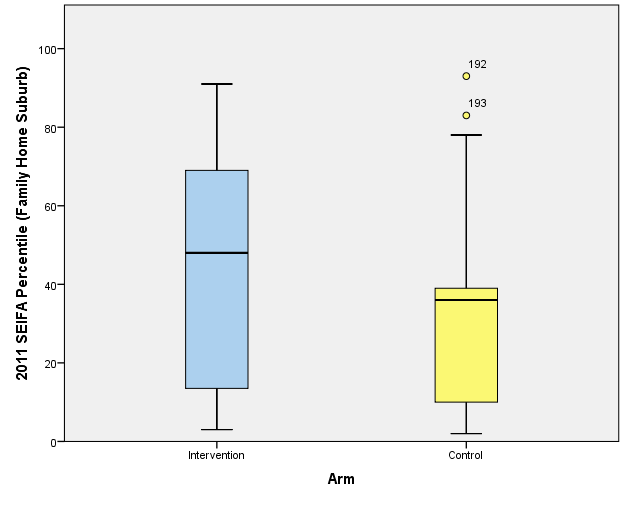 2011 SEIFA Percentile (Family Home Suburb)
100
80
60
40
20
0
192
193
Intervention
Control
Arm